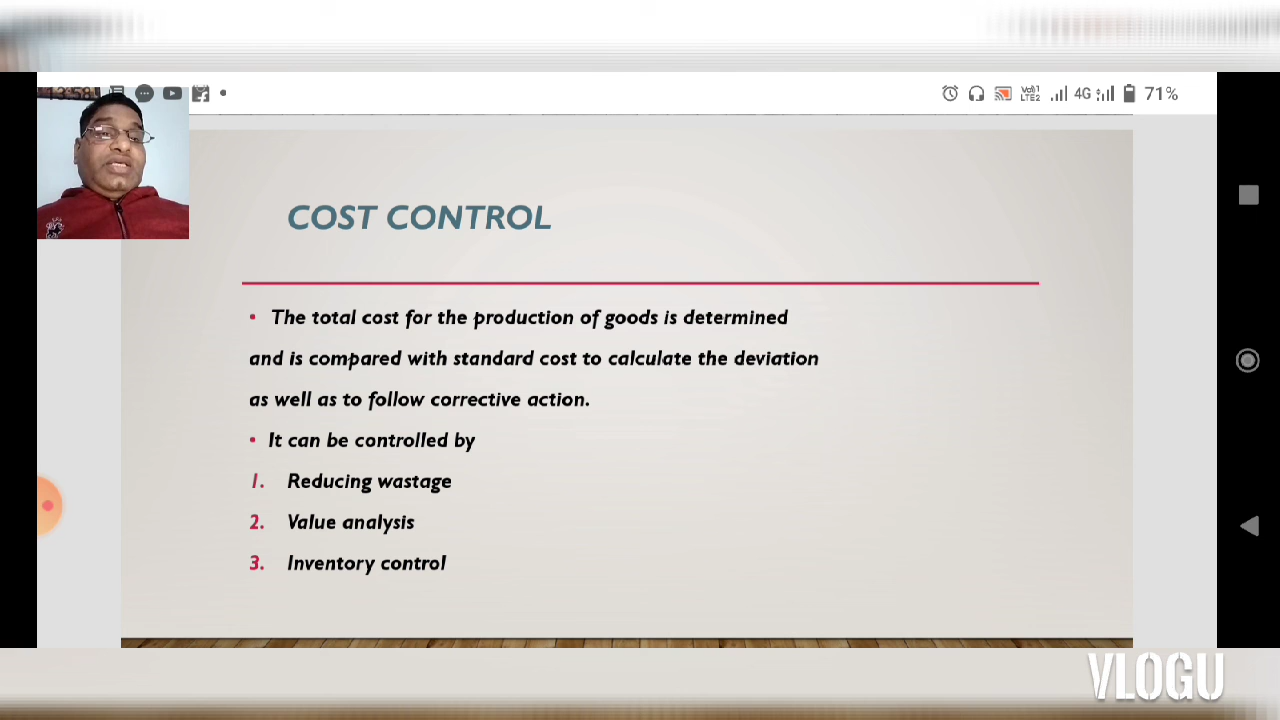 13:58
4G
71%
COST CONTROL
• The total cost for the production of goods is determined
and is compared with standard cost to calculate the deviation
as well as to follow corrective action.
• It can be controlled by
1. Reducing wastage
2. Value analysis
3. Inventory control
VLOGU